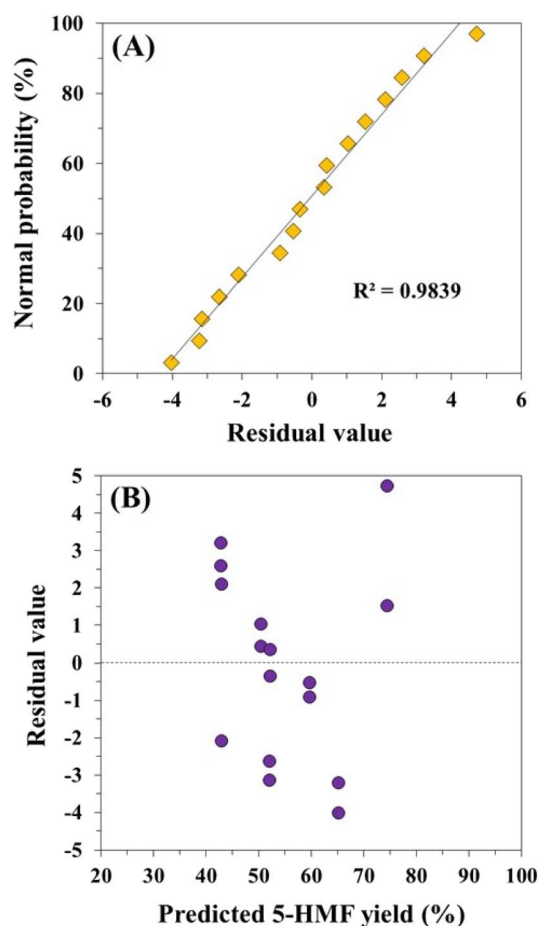 (A)
Normal probability (%)
100
80
60
40
20
0
R² = 0.9839
-6 -4 -2 0 2 4 6
Residual value
(B)
Residual value
5
4
3
2
1
0
-1
-2
-3
-4
-5
20 30 40 50 60 70 80 90 100
Predicted 5-HMF yield (%)